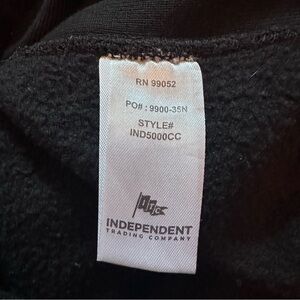 RN 99052
PO# : 9900-35N
STYLE#
IND5000CC
INDEPENDENT
TRADING COMPANY